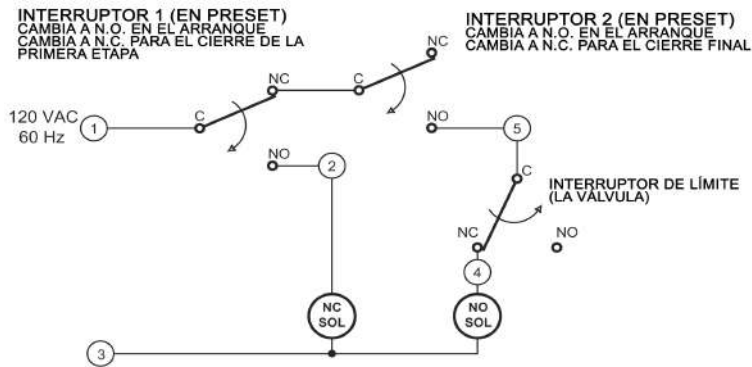 INTERRUPTOR 1 (EN PRESET)
CAMBIA A N.O. EN EL ARRANQUE
CAMBIA A N.C. PARA EL CIERRE DE LA
PRIMERA ETAPA
INTERRUPTOR 2 (EN PRESET)
CAMBIA A N.O. EN EL ARRANQUE
CAMBIA A N.C. PARA EL CIERRE FINAL
NC
NC
C
120 VAC
60 Hz
1
C
NO
5
NO
2
C
INTERRUPTOR DE LÍMITE
(LA VÁLVULA)
NC
NO
4
NC
SOL
NO
SOL
3